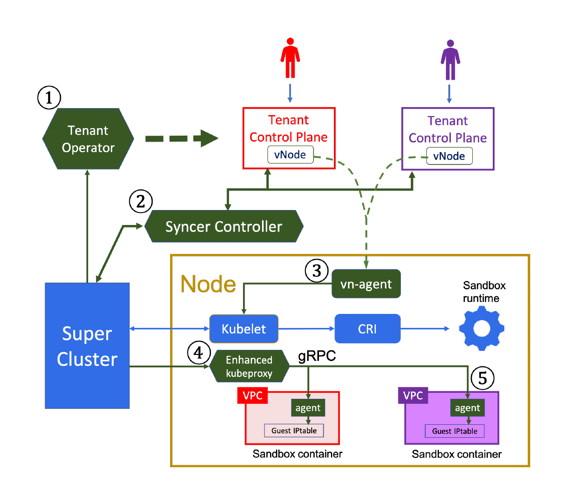 1
Tenant
Operator
Tenant
Control Plane
vNode
Tenant
Control Plane
vNode
2
Syncer Controller
Node
3
vn-agent
Sandbox
runtime
Super
Cluster
Kubelet
CRI
4
Enhanced
kubeproxy
gRPC
5
VPC
agent
Guest IPtable
Sandbox container
VPC
agent
Guest IPtable
Sandbox container